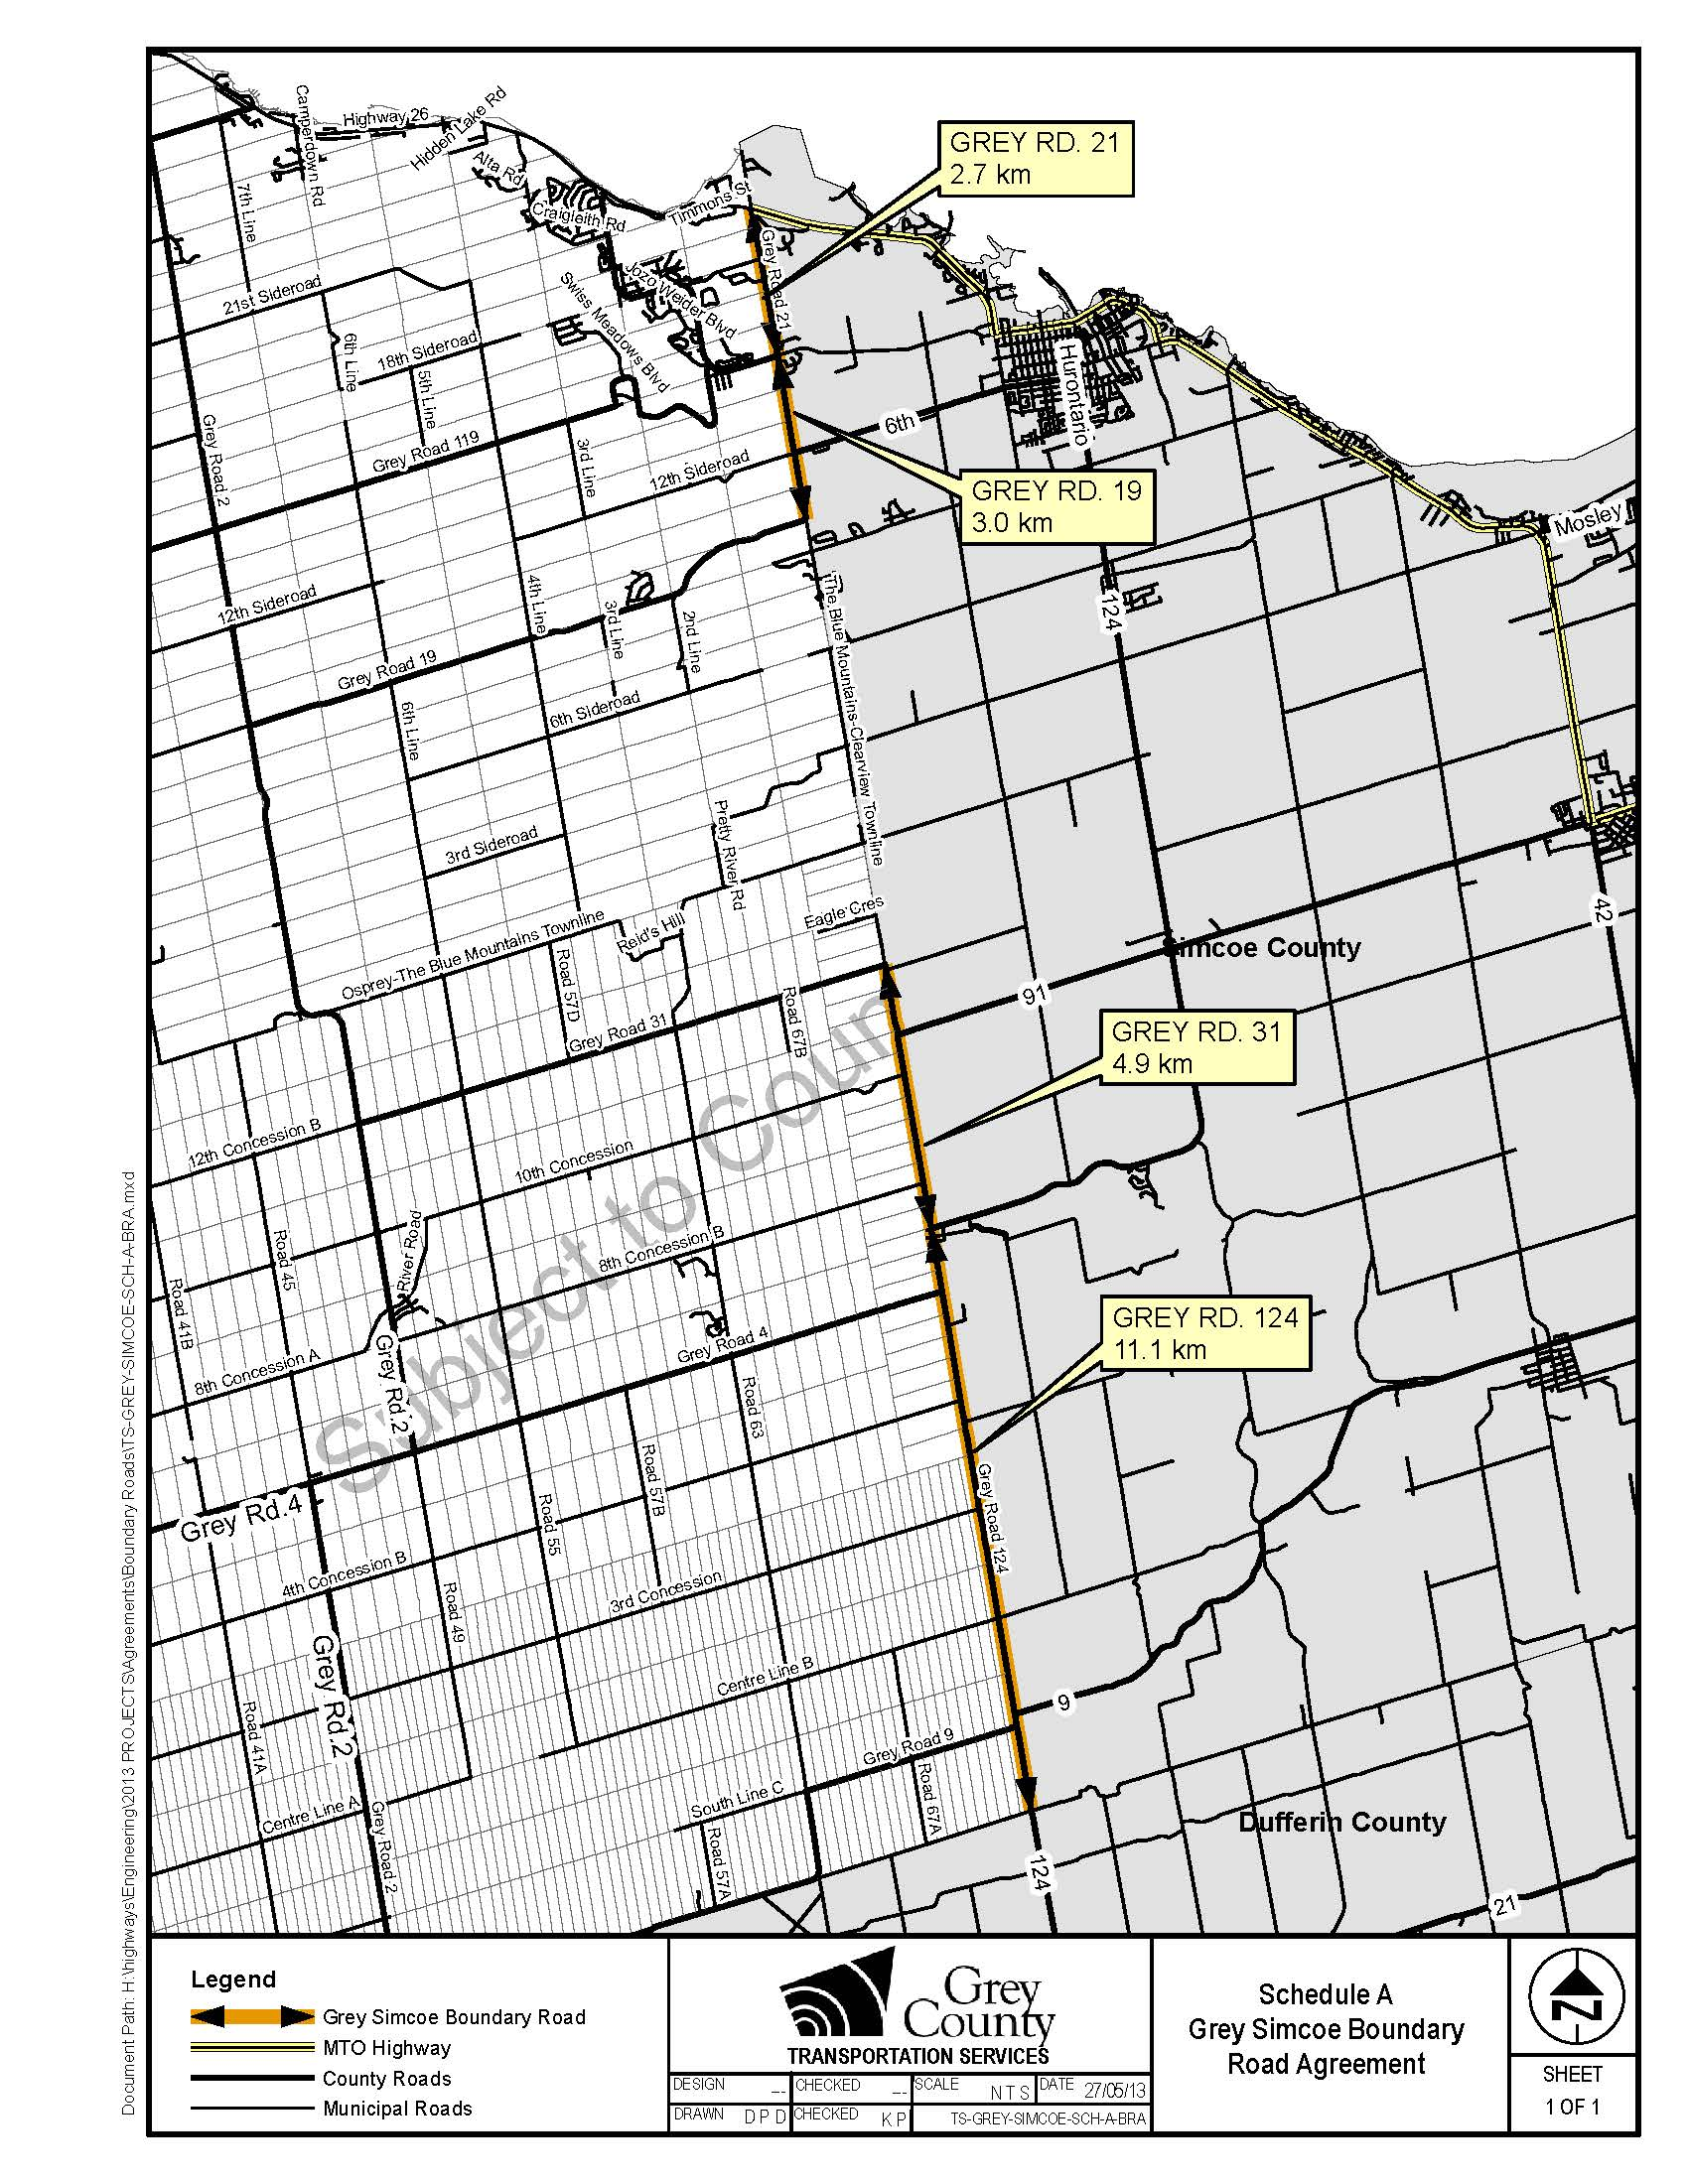 Camperdown Rd
Highway 26
Hidden Lake Rd
Alta Rd
7th Line
Craigleith Rd
Timmons St
GREY RD. 21
2.7 km
Grey Road 21
21st Sideroad
Jozo Weider Blvd
Swiss Meadows Blvd
6th Line
18th Sideroad
5th Line
Hurontario
Grey Road 2
Grey Road 119
3rd Line
12th Sideroad
6th
GREY RD. 19
3.0 km
Mosley
12th Sideroad
4th Line
3rd Line
2nd Line
The Blue Mountains-Clearview Townline
124
Grey Road 19
6th Line
6th Sideroad
3rd Sideroad
Pretty River Rd
Eagle Cres
42
Osprey-The Blue Mountains Townline
Reid's Hill
Road 57D
Grey Road 31
Road 67B
Simcoe County
91
GREY RD. 31
4.9 km
12th Concession B
10th Concession
Road 45
River Road
8th Concession B
Road 41B
8th Concession A
Grey Rd.2
Grey Road 4
GREY RD. 124
11.1 km
Subject to Coun
Road 63
Road 57B
Grey Road 124
Grey Rd.4
Road 55
4th Concession B
3rd Concession
Road 49
Grey Rd.2
Centre Line B
9
Road 41A
Grey Road 9
Centre Line A
Grey Road 2
South Line C
Road 67A
Road 57A
Dufferin County
124
21
Document Path: H:\highways\Engineering\2013 PROJECTS\Agreements\Boundary Roads\TS-GREY-SIMCOE-SCH-A-BRA.mxd
Legend
Grey Simcoe Boundary Road
MTO Highway
County Roads
Municipal Roads
Grey
County
TRANSPORTATION SERVICES
DESIGN -- CHECKED -- SCALE NTS DATE 27/05/13
DRAWN DPD CHECKED KP TS-GREY-SIMCOE-SCH-A-BRA
Schedule A
Grey Simcoe Boundary
Road Agreement
N
SHEET
1 OF 1